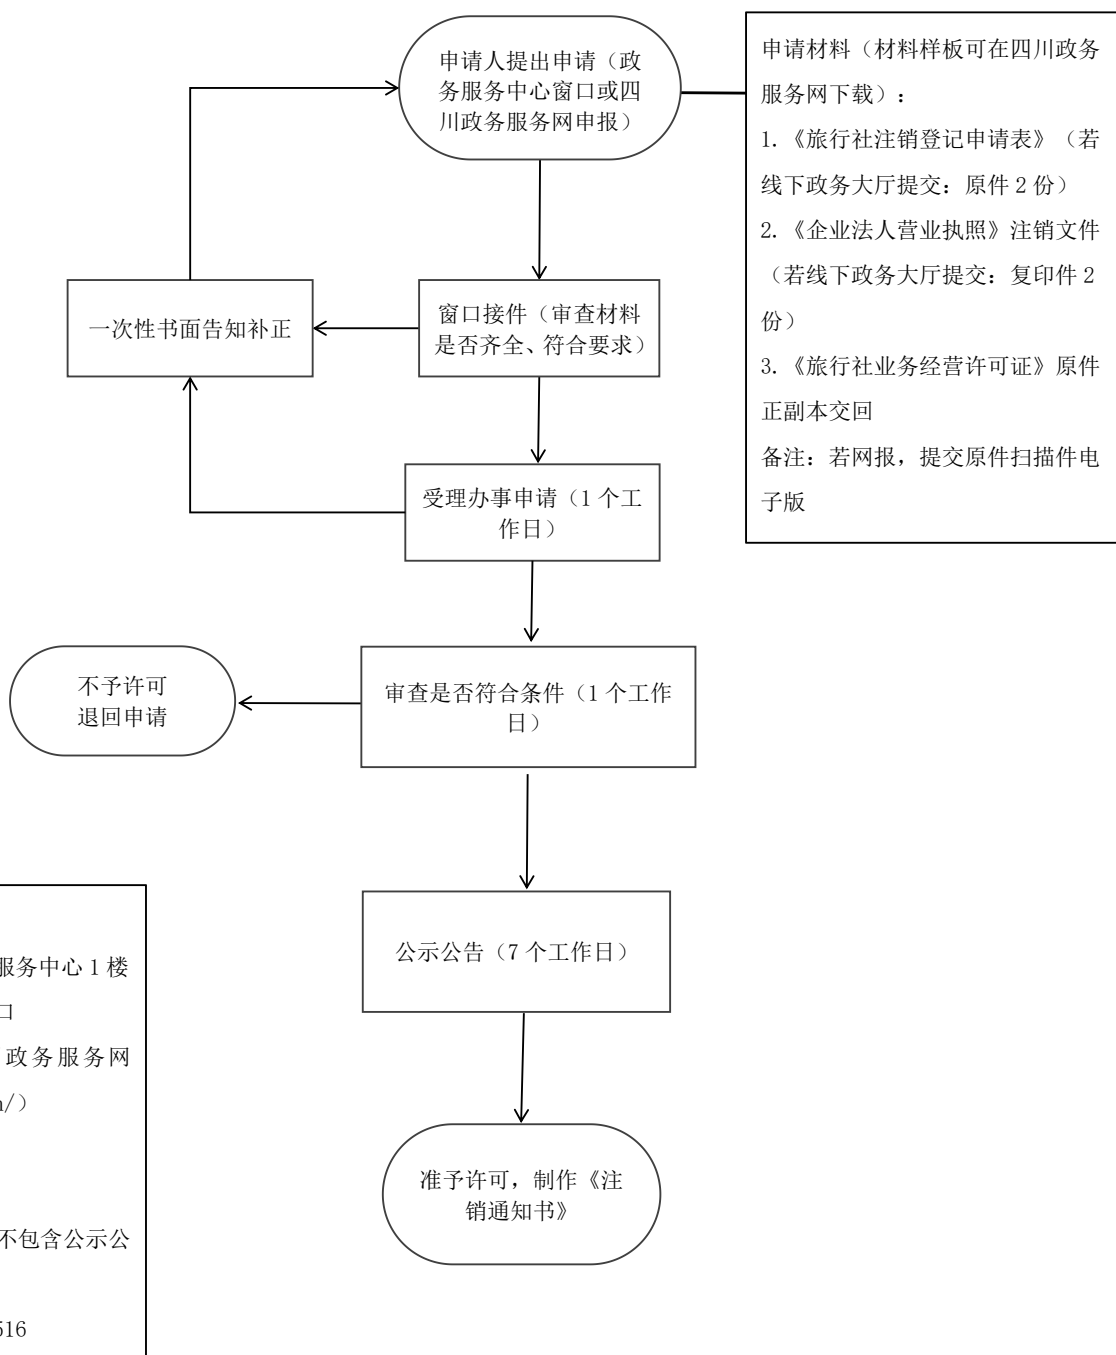 申请人提出申请（政
务服务中心窗口或四
川政务服务网申报）
申请材料（材料样板可在四川政务
服务网下载）：
1.《旅行社注销登记申请表》（若
线下政务大厅提交：原件 2 份）
2.《企业法人营业执照》注销文件
（若线下政务大厅提交：复印件 2
份）
3.《旅行社业务经营许可证》原件
正副本交回
备注：若网报，提交原件扫描件电
子版
一次性书面告知补正
窗口接件（审查材料
是否齐全、符合要求）
受理办事申请（1 个工
作日）
不予许可
退回申请
审查是否符合条件（1 个工作
日）
公示公告（7 个工作日）
服务中心 1 楼
口
政务服务网
/）
不包含公示公
516
准予许可，制作《注
销通知书》